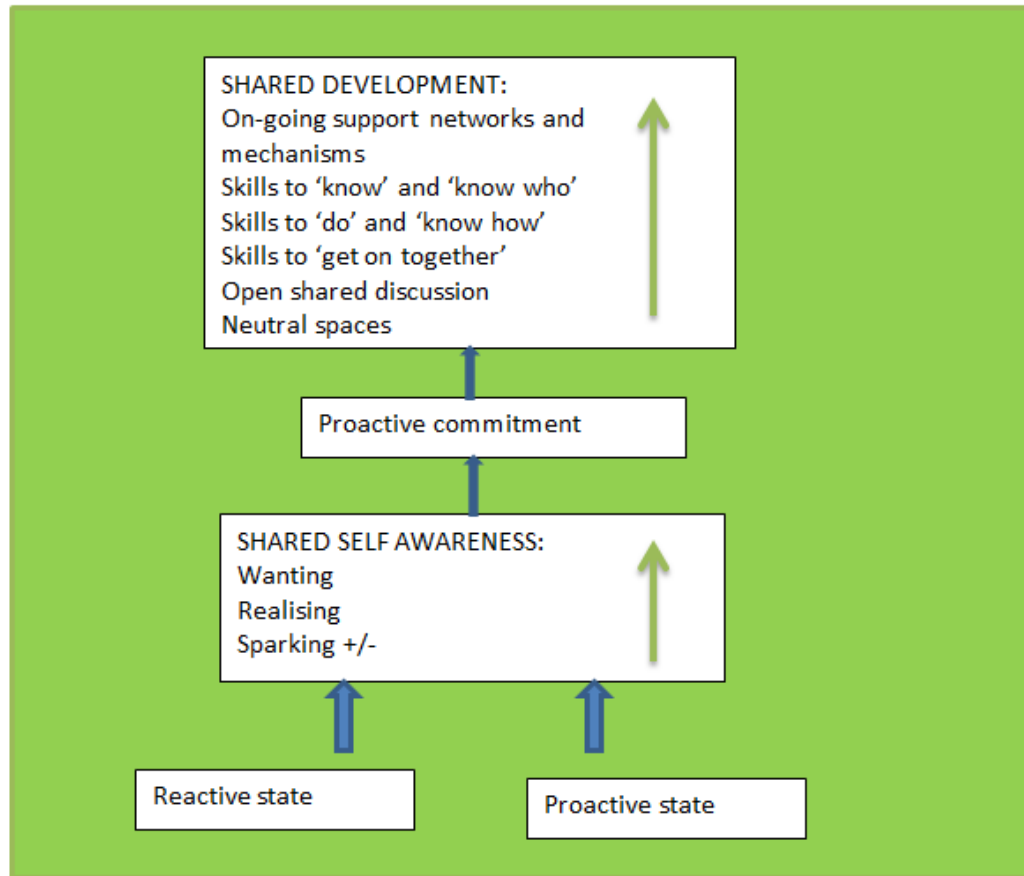 SHARED DEVELOPMENT:
On-going support networks and
mechanisms
Skills to ‘know’ and ‘know who’
Skills to ‘do’ and ‘know how’
Skills to ‘get on together’
Open shared discussion
Neutral spaces
Proactive commitment
SHARED SELF AWARENESS:
Wanting
Realising
Sparking +/-
Reactive state
Proactive state